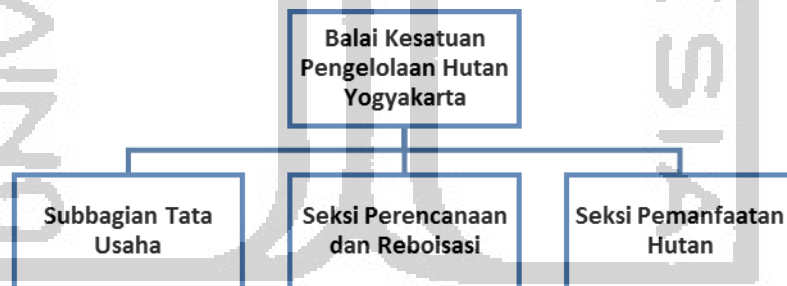 Balai Kesatuan
Pengelolaan Hutan
Yogyakarta
Subbagian Tata
Usaha
Seksi Perencanaan
dan Reboisasi
Seksi Pemanfaatan
Hutan